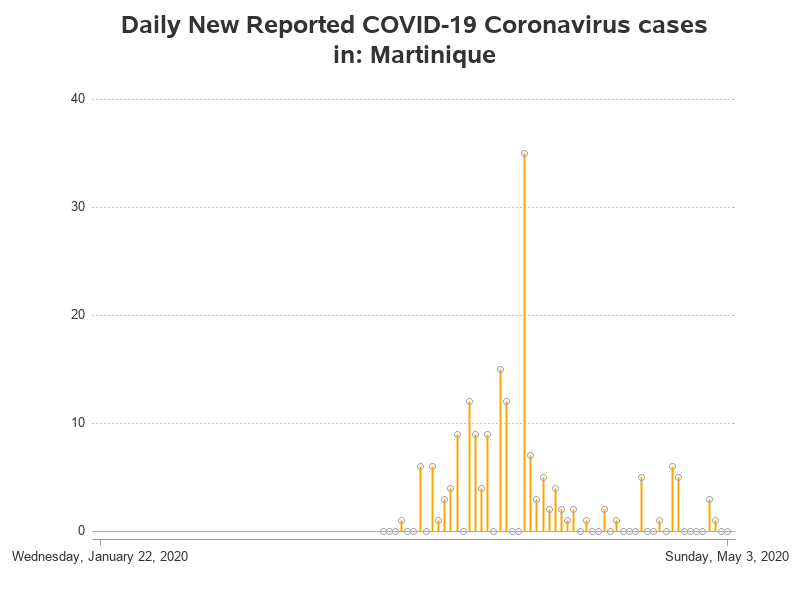 Daily New Reported COVID-19 Coronavirus cases
in: Martinique
40
30
20
10
0
Wednesday, January 22, 2020
Sunday, May 3, 2020